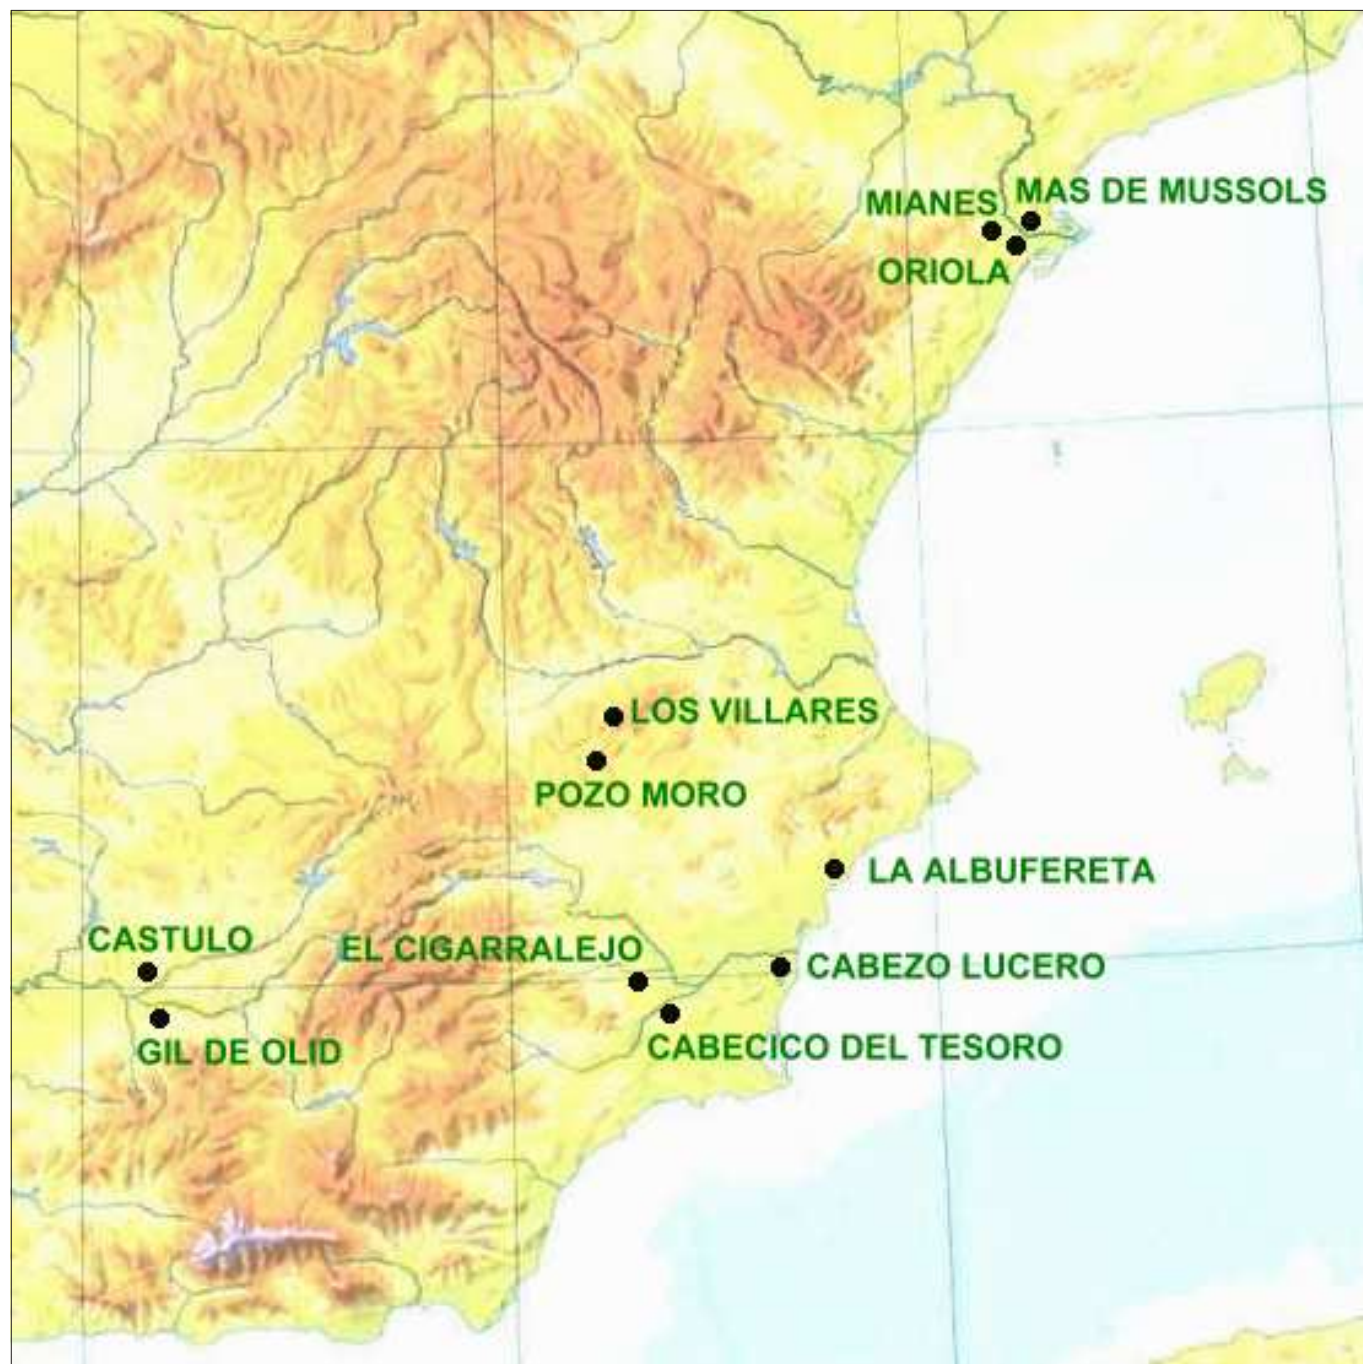 MAS DE MUSSOLS
MIANES
ORIOLA
LOS VILLARES
POZO MORO
LA ALBUFERETA
CASTULO
EL CIGARRALEJO
CABEZO LUCERO
GIL DE OLID
CABECICO DEL TESORO